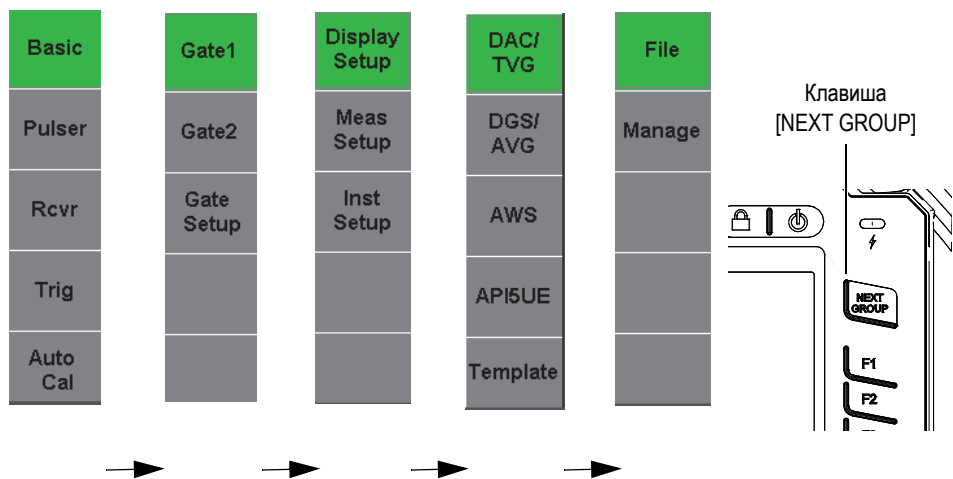 Basic
Pulser
Rcvr
Trig
Auto
Cal
Gate1
Gate2
Gate
Setup
Display
Setup
Meas
Setup
Inst
Setup
DAC/
TVG
DGS/
AVG
AWS
API5UE
Template
File
Manage
Клавиша
[NEXT GROUP]
NEXT
GROUP
F1
F2